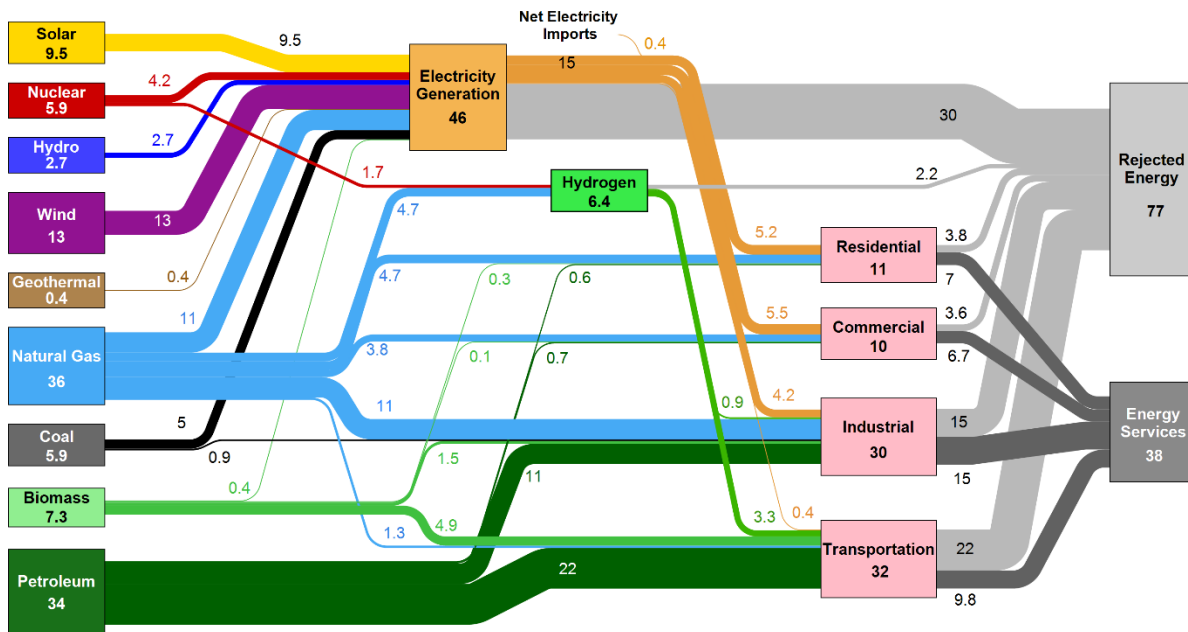 Net Electricity
Imports
Solar
9.5
9.5
0.4
15
Electricity
Generation
46
4.2
Nuclear
5.9
30
2.7
Hydro
2.7
Rejected
Energy
77
1.7
Hydrogen
6.4
2.2
Wind
13
13
4.7
5.2
Residential
11
3.8
7
Geothermal
0.4
0.4
4.7
0.3
0.6
11
Natural Gas
36
3.8
0.1
0.7
5.5
Commercial
10
3.6
6.7
11
0.9
4.2
Industrial
30
15
15
Energy
Services
38
Coal
5.9
5
0.9
1.5
11
Biomass
7.3
0.4
4.9
1.3
3.3
0.4
Transportation
32
22
9.8
Petroleum
34
22